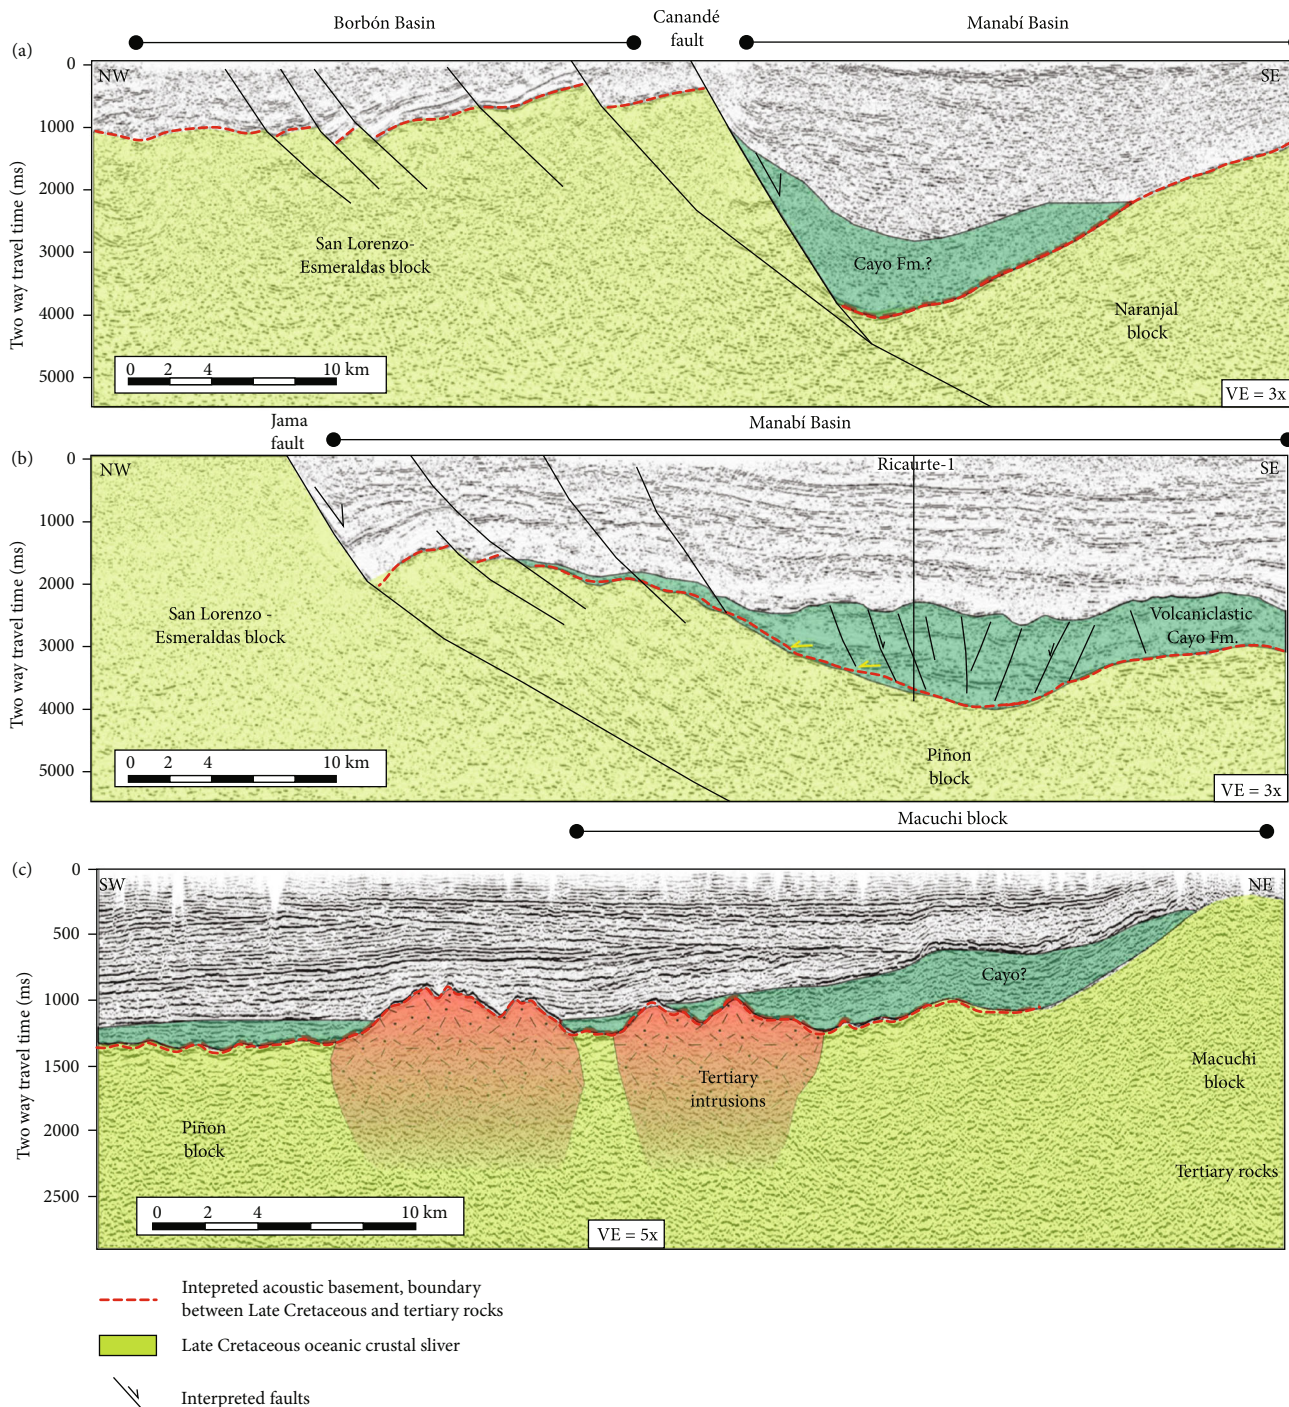 Borbón Basin
Canandé
fault
Manabí Basin
(a)
NW
SE
0
1000
2000
3000
4000
5000
Two way travel time (ms)
San Lorenzo-
Esmeraldas block
Cayo Fm.?
Naranjal
block
0 2 4 10 km
VE = 3x
Jama
fault
Manabí Basin
(b)
NW
Ricaurte-1
SE
0
1000
2000
3000
4000
5000
Two way travel time (ms)
San Lorenzo -
Esmeraldas block
Volcaniclastic
Cayo Fm.
Piñon
block
0 2 4 10 km
VE = 3x
Macuchi block
(c)
SW
NE
0
500
1000
1500
2000
2500
Two way travel time (ms)
Cayo?
Tertiary
intrusions
Macuchi
block
Piñon
block
Tertiary rocks
0 2 4 10 km
VE = 5x
Intepreted acoustic basement, boundary
between Late Cretaceous and tertiary rocks
Late Cretaceous oceanic crustal sliver
Interpreted faults